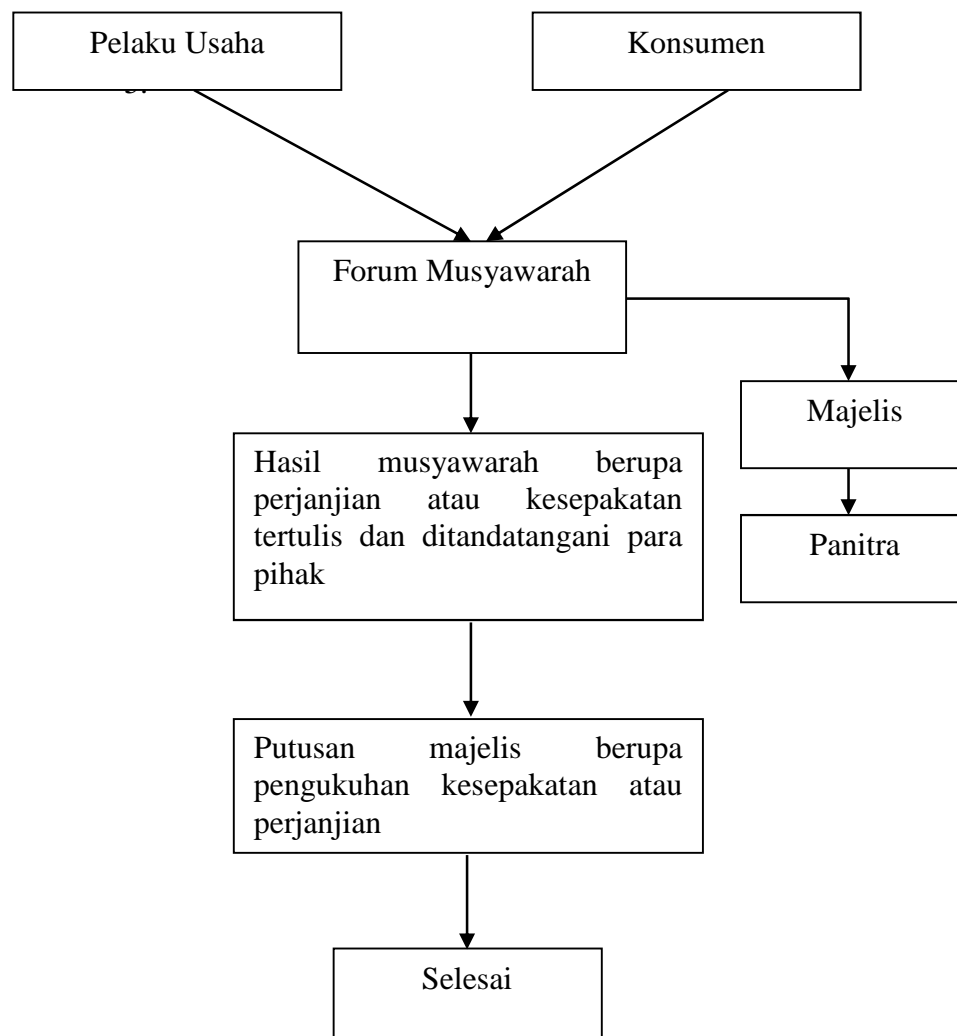 Pelaku Usaha
Konsumen
Forum Musyawarah
Majelis
Hasil musyawarah berupa
perjanjian atau kesepakatan
tertulis dan ditandatangani para
pihak
Panitra
Putusan majelis berupa
pengukuhan kesepakatan atau
perjanjian
Selesai